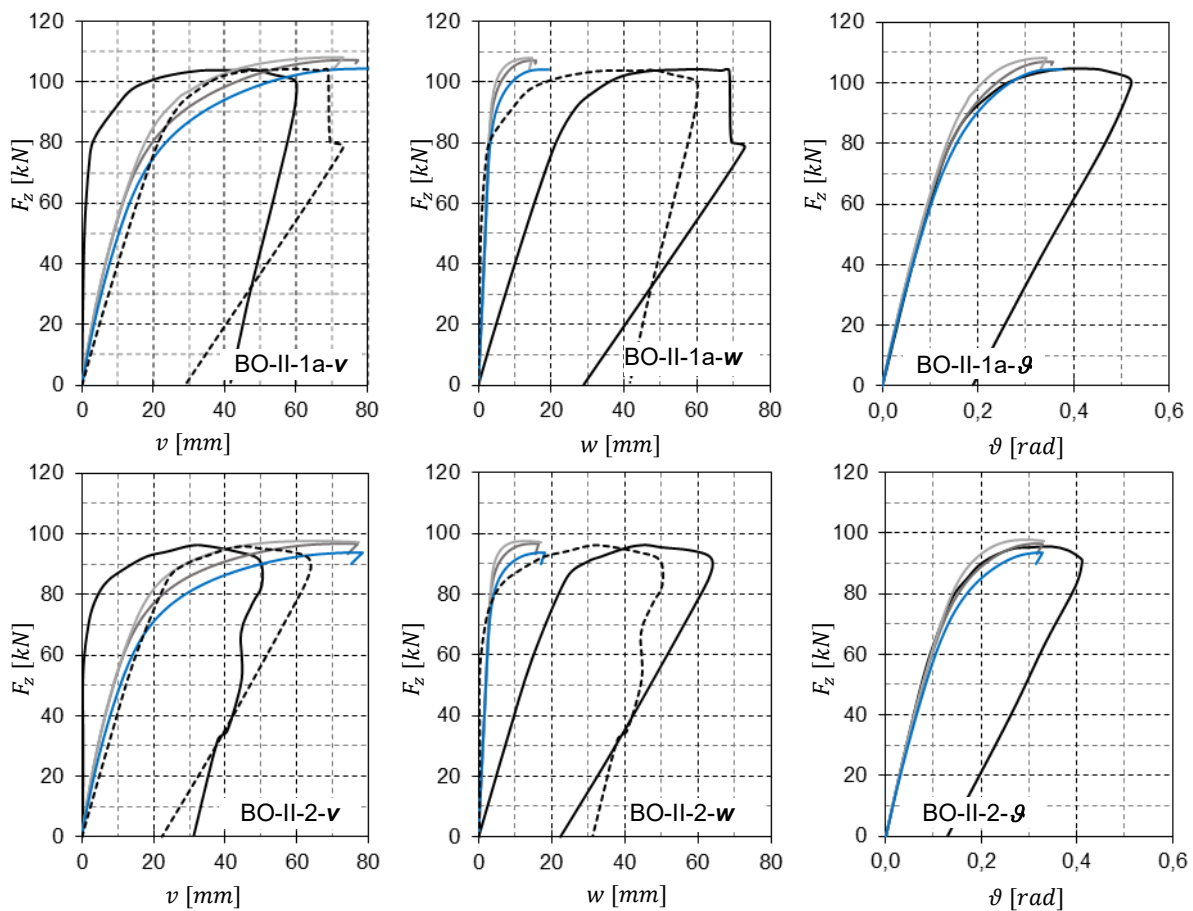 120
100
80
60
40
20
0
F_z [kN]
BO-II-1a-v
0 20 40 60 80
v [mm]
120
100
80
60
40
20
0
F_z [kN]
BO-II-1a-w
0 20 40 60 80
w [mm]
120
100
80
60
40
20
0
F_z [kN]
BO-II-1a-ϑ
0,0 0,2 0,4 0,6
ϑ [rad]
120
100
80
60
40
20
0
F_z [kN]
BO-II-2-v
0 20 40 60 80
v [mm]
120
100
80
60
40
20
0
F_z [kN]
BO-II-2-w
0 20 40 60 80
w [mm]
120
100
80
60
40
20
0
F_z [kN]
BO-II-2-ϑ
0,0 0,2 0,4 0,6
ϑ [rad]